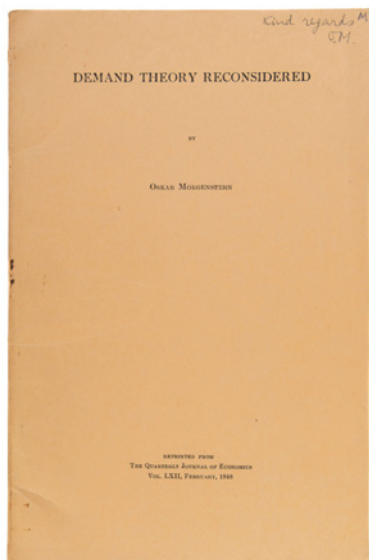 Kind regards M
O.M.
DEMAND THEORY RECONSIDERED
BY
OSKAR MORGENSTERN
REPRINTED FROM
THE QUARTERLY JOURNAL OF ECONOMICS
VOL. LXII, FEBRUARY, 1948